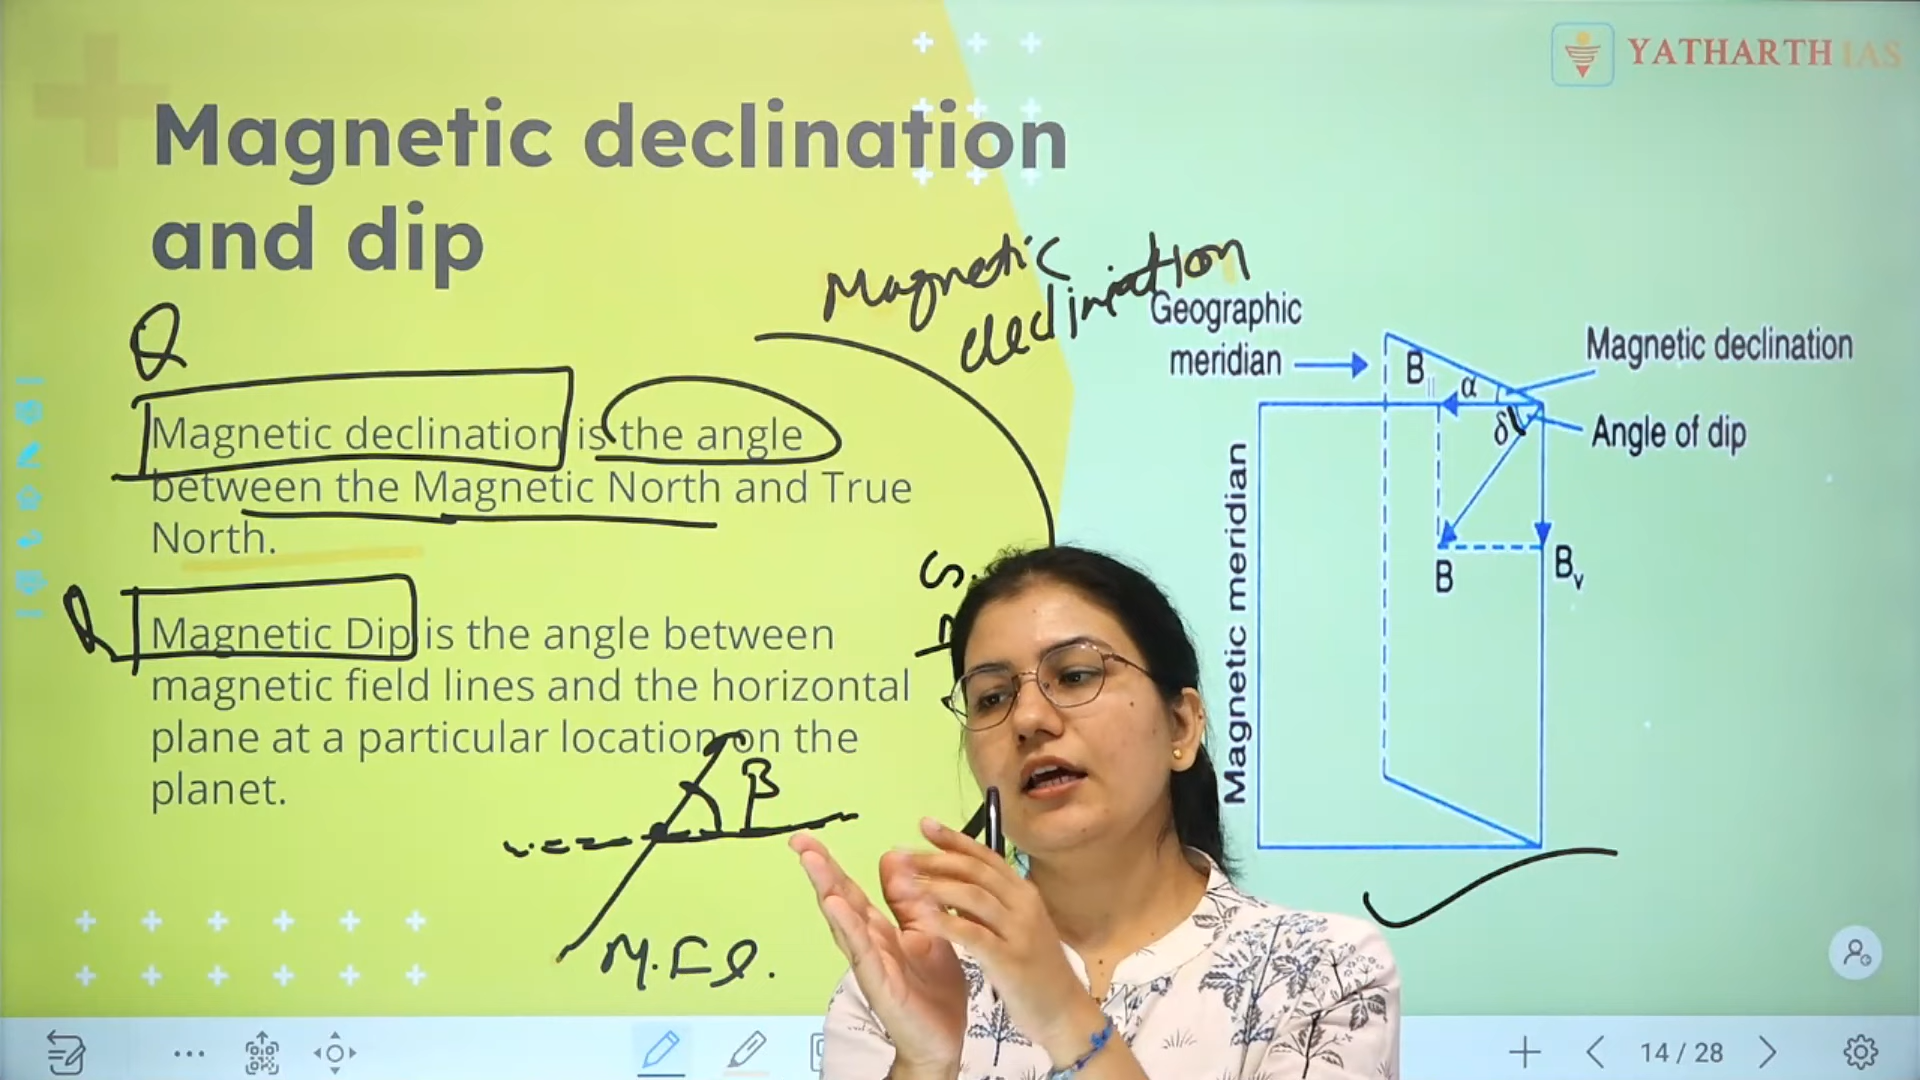 YATHARTH IAS
Magnetic declination
and dip
Magnetic
declination
Q
Magnetic declination is the angle
between the Magnetic North and True
North.
Magnetic Dip is the angle between
magnetic field lines and the horizontal
plane at a particular location on the
planet.
B
M.F.l.
S.
Geographic
meridian
Magnetic declination
Angle of dip
B||
α
δ
B
Bv
Magnetic meridian
14 / 28